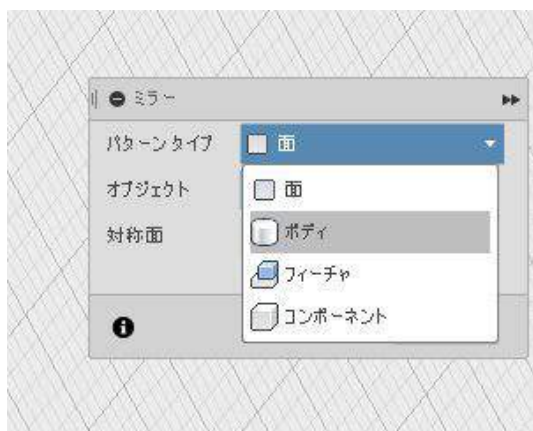 ミラー
パターン タイプ 面
オブジェクト 面
対称面 ボディ
フィーチャ
コンポーネント